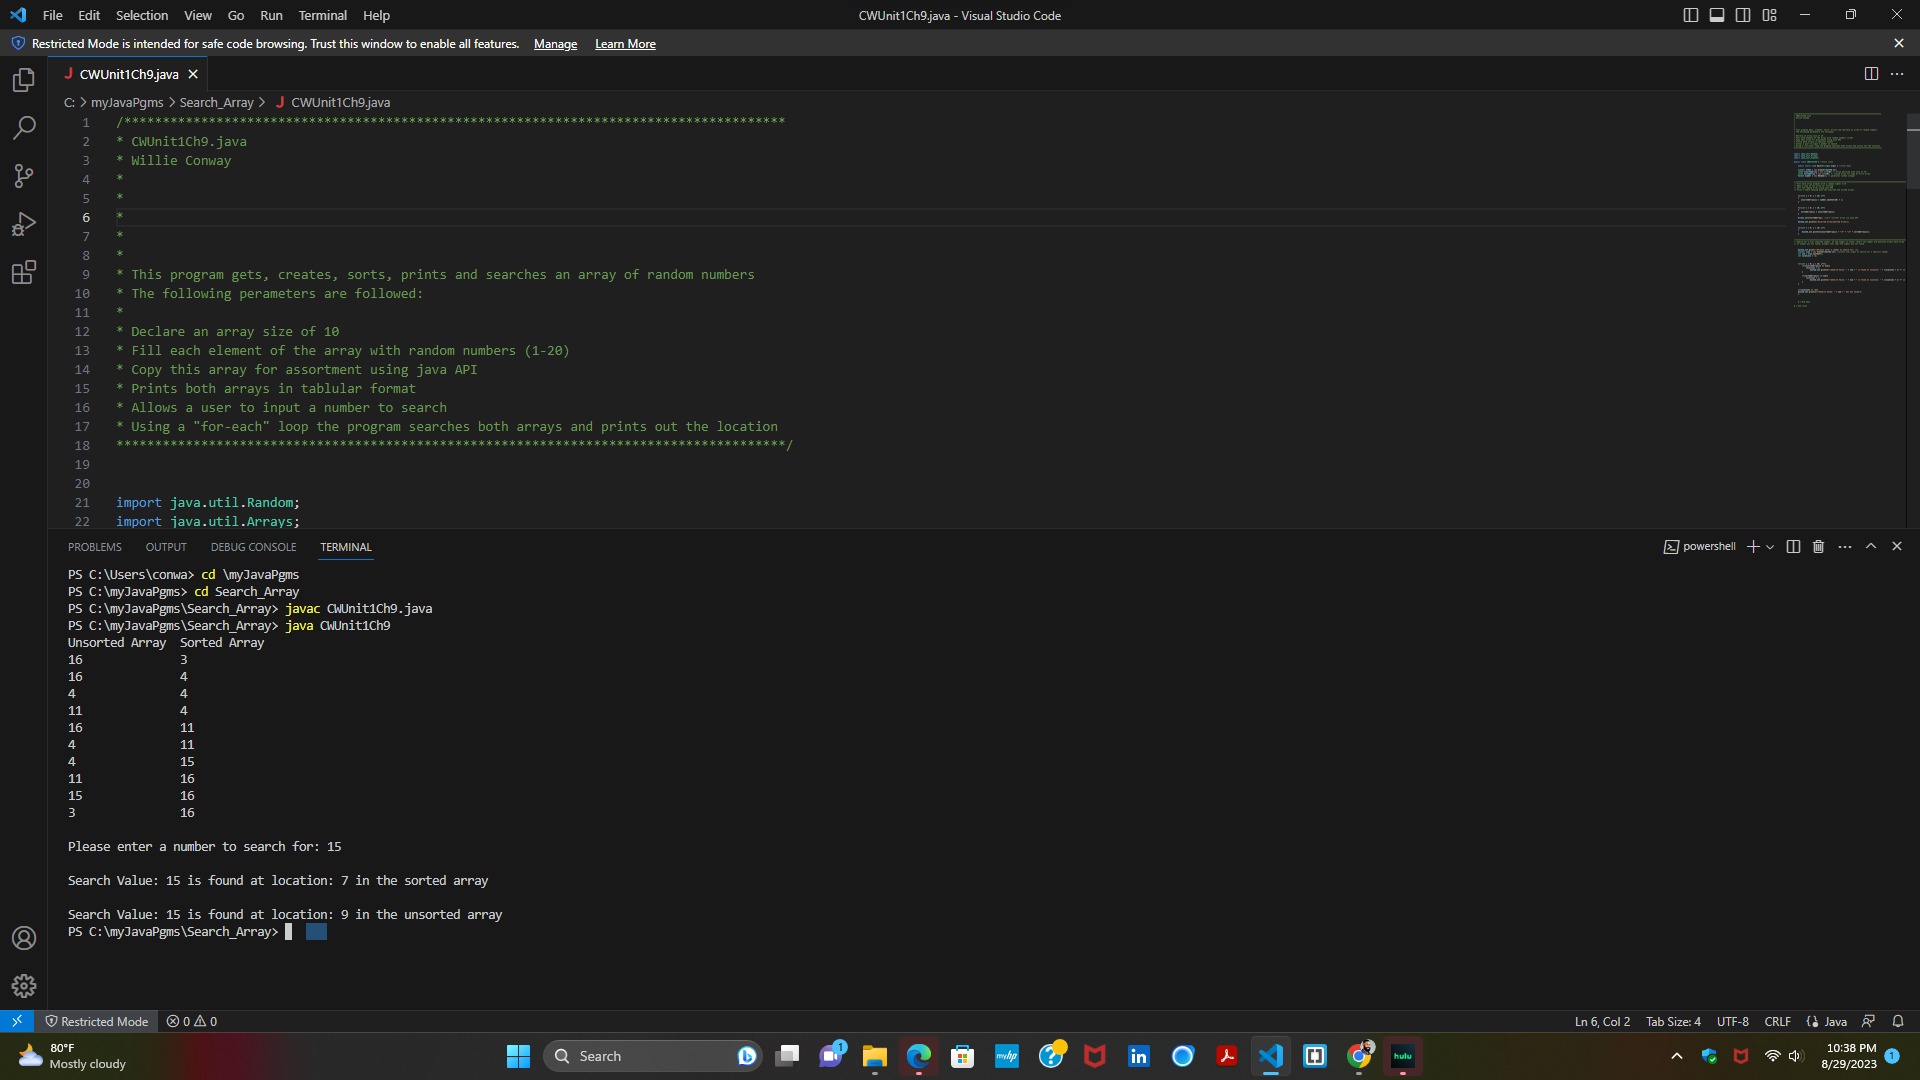 File Edit Selection View Go Run Terminal Help
CWUnit1Ch9.java - Visual Studio Code
Restricted Mode is intended for safe code browsing. Trust this window to enable all features. Manage Learn More
CWUnit1Ch9.java
C: > myJavaPgms > Search_Array > J CWUnit1Ch9.java
1 /**************************************************************************************
2 * CWUnit1Ch9.java
3 * Willie Conway
4 *
5 *
6 *
7 *
8 *
9 * This program gets, creates, sorts, prints and searches an array of random numbers
10 * The following perameters are followed:
11 *
12 * Declare an array size of 10
13 * Fill each element of the array with random numbers (1-20)
14 * Copy this array for assortment using java API
15 * Prints both arrays in tablular format
16 * Allows a user to input a number to search
17 * Using a "for-each" loop the program searches both arrays and prints out the location
18 ***************************************************************************************/
19
20
21 import java.util.Random;
22 import java.util.Arrays;
PROBLEMS OUTPUT DEBUG CONSOLE TERMINAL
powershell
PS C:\Users\conwa> cd \myJavaPgms
PS C:\myJavaPgms> cd Search_Array
PS C:\myJavaPgms\Search_Array> javac CWUnit1Ch9.java
PS C:\myJavaPgms\Search_Array> java CWUnit1Ch9
Unsorted Array Sorted Array
16 3
16 4
4 4
11 4
16 11
4 11
4 15
11 16
15 16
3 16
Please enter a number to search for: 15
Search Value: 15 is found at location: 7 in the sorted array
Search Value: 15 is found at location: 9 in the unsorted array
PS C:\myJavaPgms\Search_Array>
Restricted Mode 0 0
Ln 6, Col 2 Tab Size: 4 UTF-8 CRLF Java
80°F
Mostly cloudy
Search
1
myhp
in
hulu
10:38 PM
8/29/2023
1